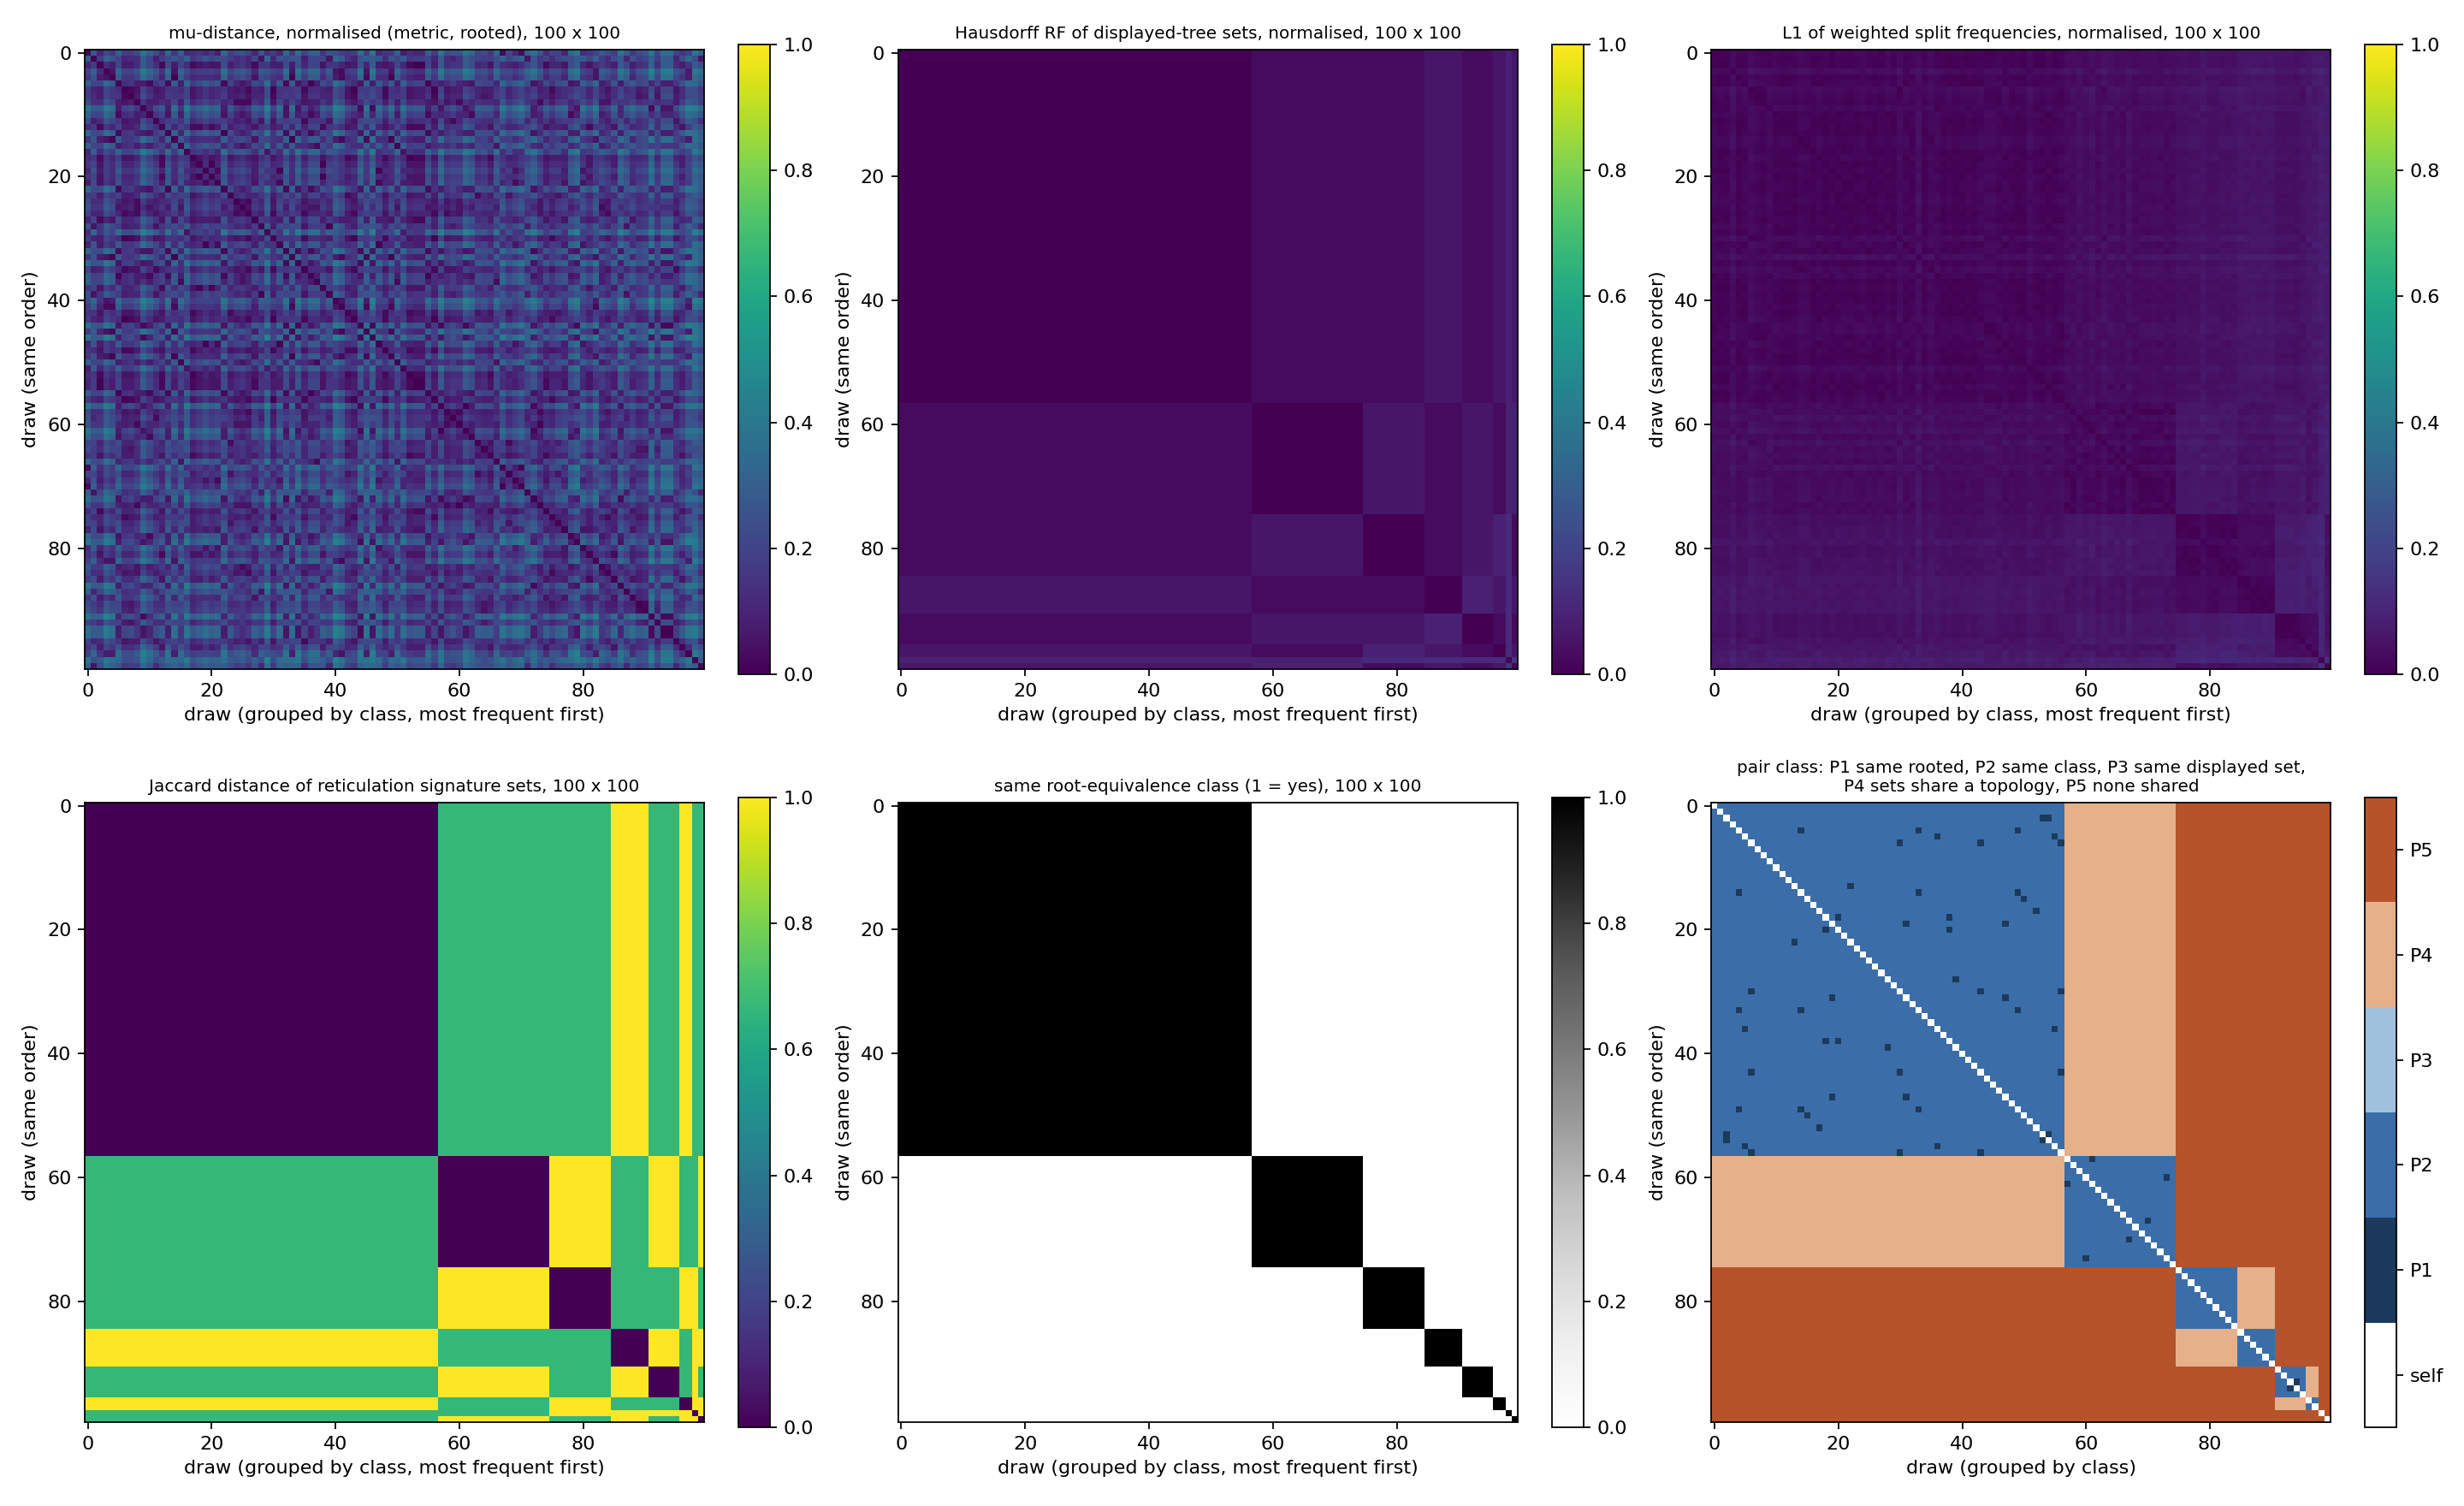 mu-distance, normalised (metric, rooted), 100 x 100
0
20
40
60
80
draw (same order)
0 20 40 60 80
draw (grouped by class, most frequent first)
1.0
0.8
0.6
0.4
0.2
0.0
Hausdorff RF of displayed-tree sets, normalised, 100 x 100
0
20
40
60
80
draw (same order)
0 20 40 60 80
draw (grouped by class, most frequent first)
1.0
0.8
0.6
0.4
0.2
0.0
L1 of weighted split frequencies, normalised, 100 x 100
0
20
40
60
80
draw (same order)
0 20 40 60 80
draw (grouped by class, most frequent first)
1.0
0.8
0.6
0.4
0.2
0.0
Jaccard distance of reticulation signature sets, 100 x 100
0
20
40
60
80
draw (same order)
0 20 40 60 80
draw (grouped by class, most frequent first)
1.0
0.8
0.6
0.4
0.2
0.0
same root-equivalence class (1 = yes), 100 x 100
0
20
40
60
80
draw (same order)
0 20 40 60 80
draw (grouped by class, most frequent first)
1.0
0.8
0.6
0.4
0.2
0.0
pair class: P1 same rooted, P2 same class, P3 same displayed set,
P4 sets share a topology, P5 none shared
0
20
40
60
80
draw (same order)
0 20 40 60 80
draw (grouped by class)
P5
P4
P3
P2
P1
self